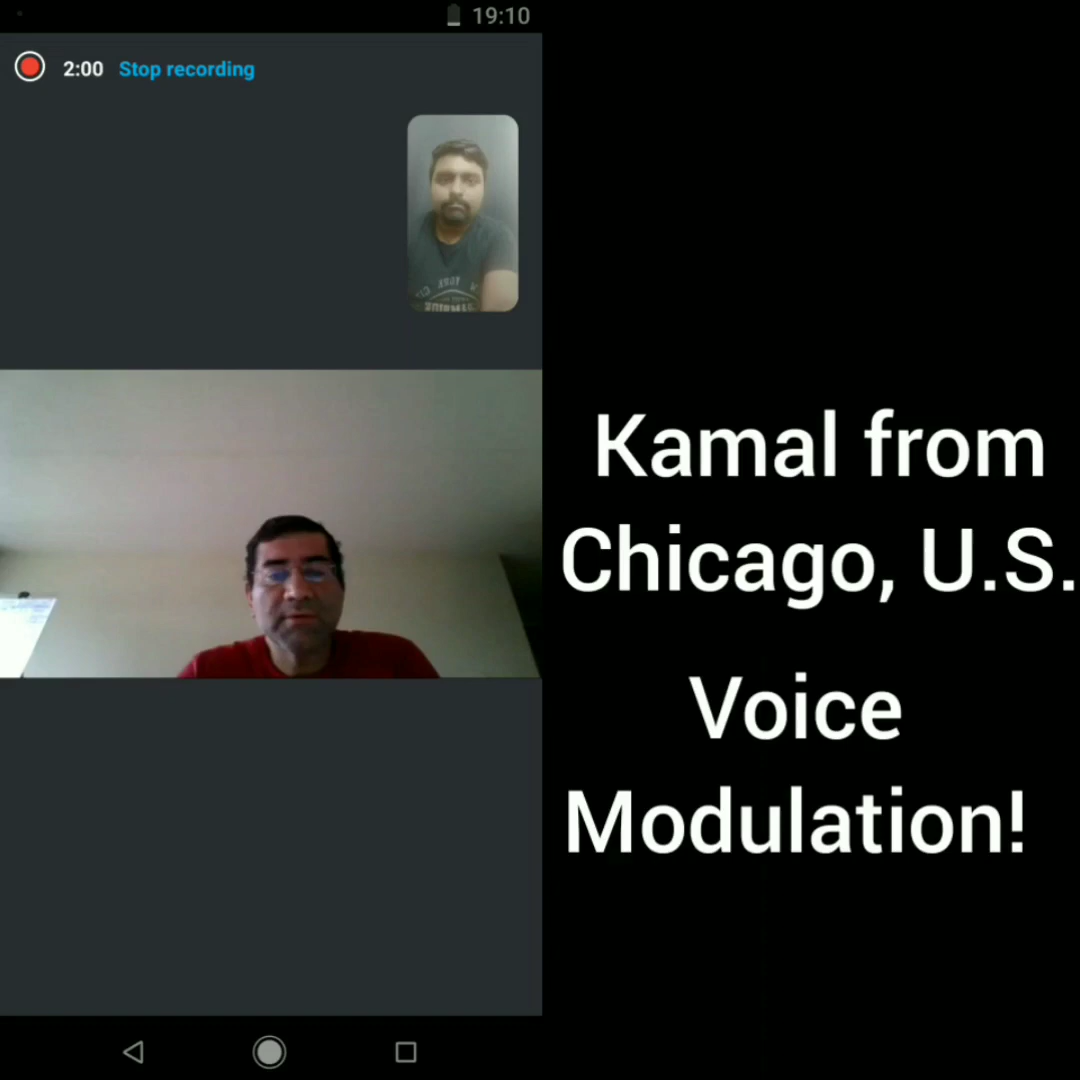 19:10
2:00 Stop recording
Kamal from
Chicago, U.S.
Voice
Modulation!